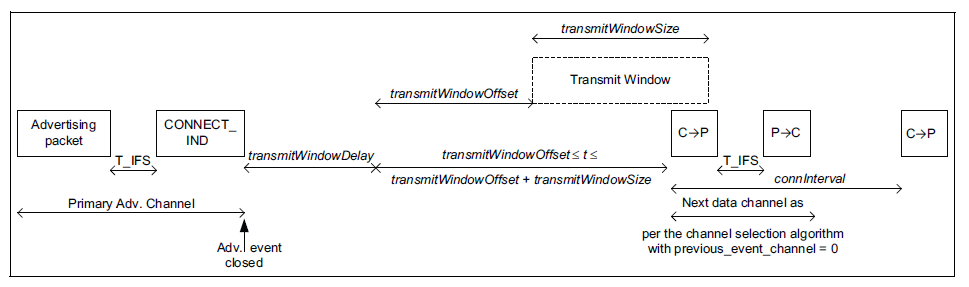 transmitWindowSize
Transmit Window
transmitWindowOffset
Advertising
packet
CONNECT_
IND
C→P
P→C
C→P
T_IFS
transmitWindowDelay
transmitWindowOffset ≤ t ≤
transmitWindowOffset + transmitWindowSize
T_IFS
connInterval
Primary Adv. Channel
Next data channel as
per the channel selection algorithm
with previous_event_channel = 0
Adv. event
closed